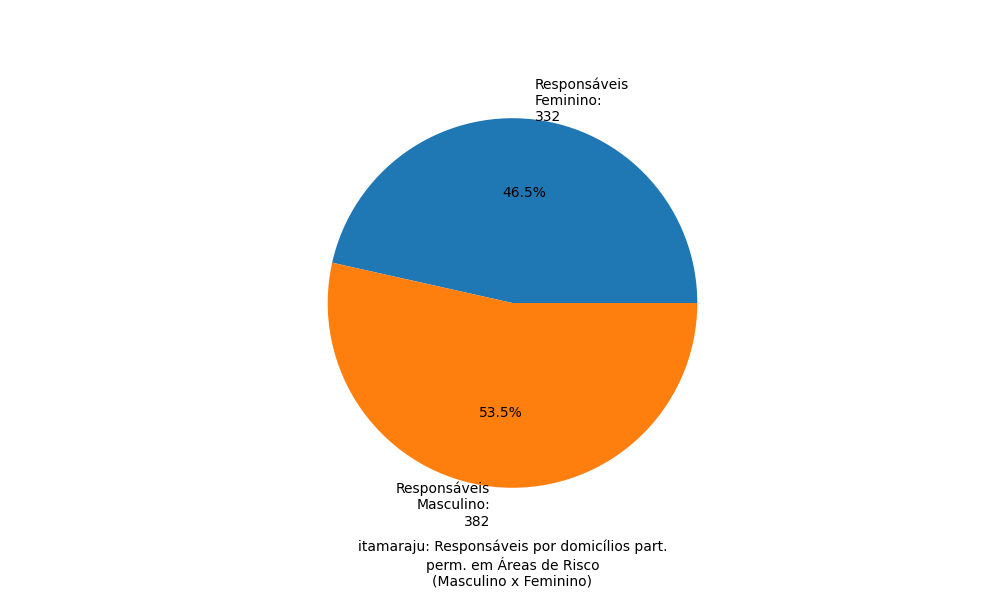 Responsáveis
Feminino:
332
46.5%
53.5%
Responsáveis
Masculino:
382
itamaraju: Responsáveis por domicílios part.
perm. em Áreas de Risco
(Masculino x Feminino)